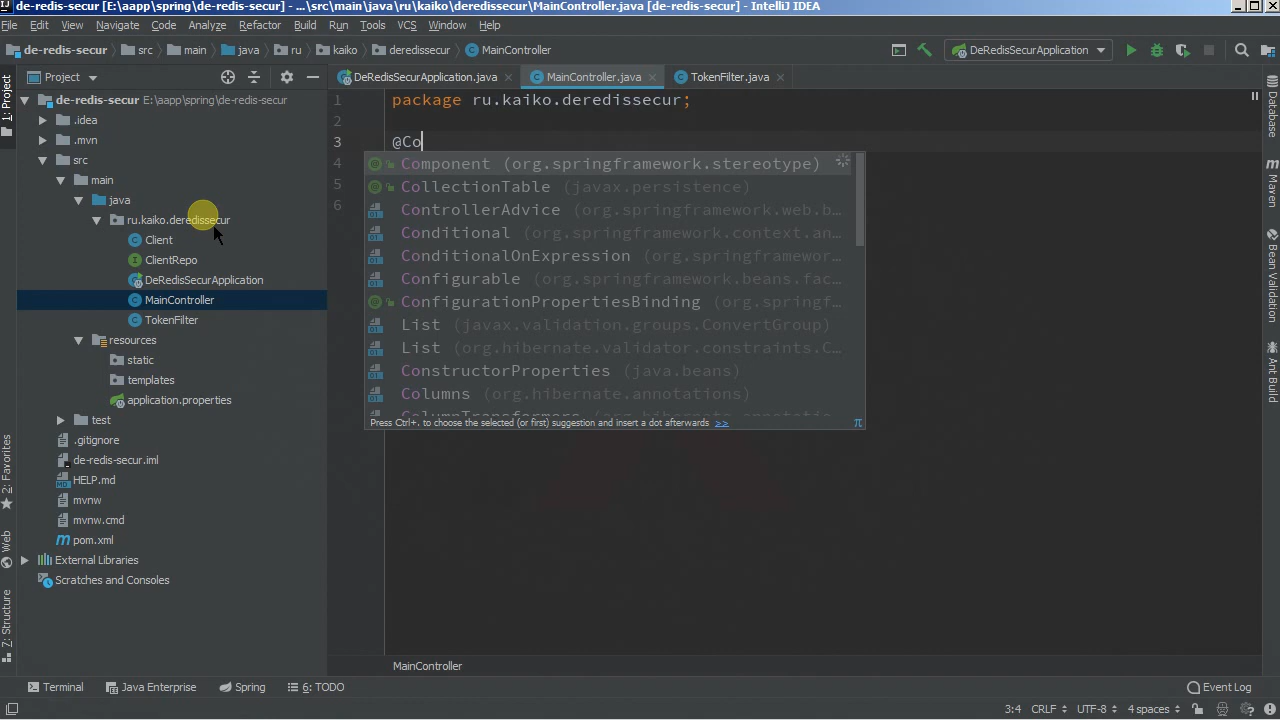 de-redis-secur [E:\aapp\spring\de-redis-secur] - ...\src\main\java\ru\kaiko\deredissecur\MainController.java [de-redis-secur] - IntelliJ IDEA
File Edit View Navigate Code Analyze Refactor Build Run Tools VCS Window Help
de-redis-secur src main java ru kaiko deredissecur MainController DeRedisSecurApplication
1: Project
Project
DeRedisSecurApplication.java MainController.java TokenFilter.java
de-redis-secur E:\aapp\spring\de-redis-secur
.idea
.mvn
src
main
java
ru.kaiko.deredissecur
Client
ClientRepo
DeRedisSecurApplication
MainController
TokenFilter
resources
static
templates
application.properties
test
.gitignore
de-redis-secur.iml
HELP.md
mvnw
mvnw.cmd
pom.xml
External Libraries
Scratches and Consoles
1 package ru.kaiko.deredissecur;
2
3 @Co
4
5
6
Component (org.springframework.stereotype)
CollectionTable (javax.persistence)
ControllerAdvice (org.springframework.web.b...
Conditional (org.springframework.context.an...
ConditionalOnExpression (org.springframewor...
Configurable (org.springframework.beans.fac...
ConfigurationPropertiesBinding (org.springf...
List (javax.validation.groups.ConvertGroup)
List (org.hibernate.validator.constraints.C...
ConstructorProperties (java.beans)
Columns (org.hibernate.annotations)
ColumnTransformers (org.hibernate.annotatio...
Press Ctrl+. to choose the selected (or first) suggestion and insert a dot afterwards >> π
Database
Maven
Bean Validation
Ant Build
2: Favorites
Web
7: Structure
MainController
Terminal Java Enterprise Spring 6: TODO Event Log
3:4 CRLF UTF-8 4 spaces